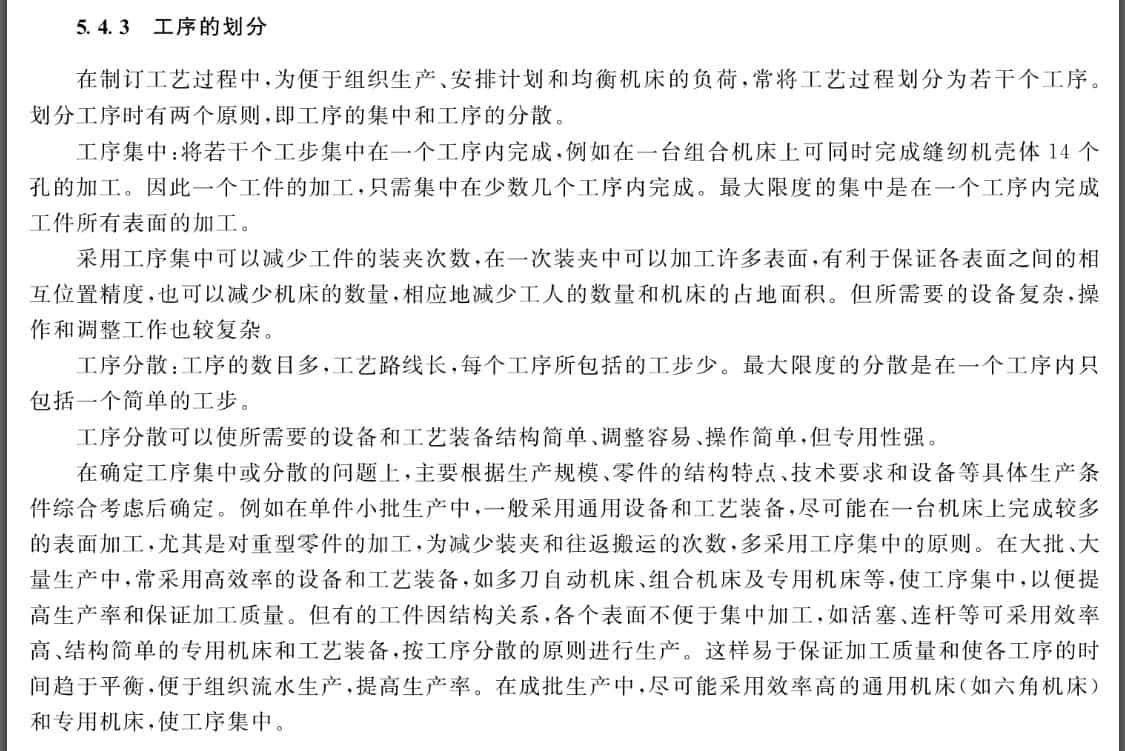 5. 4. 3 工序的划分
在制订工艺过程中,为便于组织生产、安排计划和均衡机床的负荷,常将工艺过程划分为若干个工序。
划分工序时有两个原则,即工序的集中和工序的分散。
工序集中:将若干个工步集中在一个工序内完成,例如在一台组合机床上可同时完成缝纫机壳体 14 个
孔的加工。因此一个工件的加工,只需集中在少数几个工序内完成。最大限度的集中是在一个工序内完成
工件所有表面的加工。
采用工序集中可以减少工件的装夹次数,在一次装夹中可以加工许多表面,有利于保证各表面之间的相
互位置精度,也可以减少机床的数量,相应地减少工人的数量和机床的占地面积。但所需要的设备复杂,操
作和调整工作也较复杂。
工序分散:工序的数目多,工艺路线长,每个工序所包括的工步少。最大限度的分散是在一个工序内只
包括一个简单的工步。
工序分散可以使所需要的设备和工艺装备结构简单、调整容易、操作简单,但专用性强。
在确定工序集中或分散的问题上,主要根据生产规模、零件的结构特点、技术要求和设备等具体生产条
件综合考虑后确定。例如在单件小批生产中,一般采用通用设备和工艺装备,尽可能在一台机床上完成较多
的表面加工,尤其是对重型零件的加工,为减少装夹和往返搬运的次数,多采用工序集中的原则。在大批、大
量生产中,常采用高效率的设备和工艺装备,如多刀自动机床、组合机床及专用机床等,使工序集中,以便提
高生产率和保证加工质量。但有的工件因结构关系,各个表面不便于集中加工,如活塞、连杆等可采用效率
高、结构简单的专用机床和工艺装备,按工序分散的原则进行生产。这样易于保证加工质量和使各工序的时
间趋于平衡,便于组织流水生产,提高生产率。在成批生产中,尽可能采用效率高的通用机床(如六角机床)
和专用机床,使工序集中。